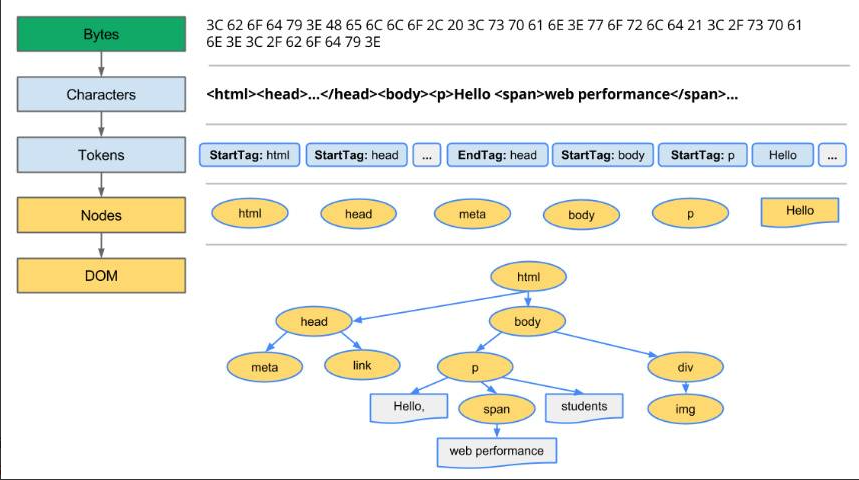 Bytes
3C 62 6F 64 79 3E 48 65 6C 6C 6F 2C 20 3C 73 70 61 6E 3E 77 6F 72 6C 64 21 3C 2F 73 70 61
6E 3E 3C 2F 62 6F 64 79 3E
Characters
<html><head>...</head><body><p>Hello <span>web performance</span>...
Tokens
StartTag: html StartTag: head ... EndTag: head StartTag: body StartTag: p Hello ...
Nodes
html head meta body p Hello
DOM
html
head body
meta link p div
Hello, span students img
web performance